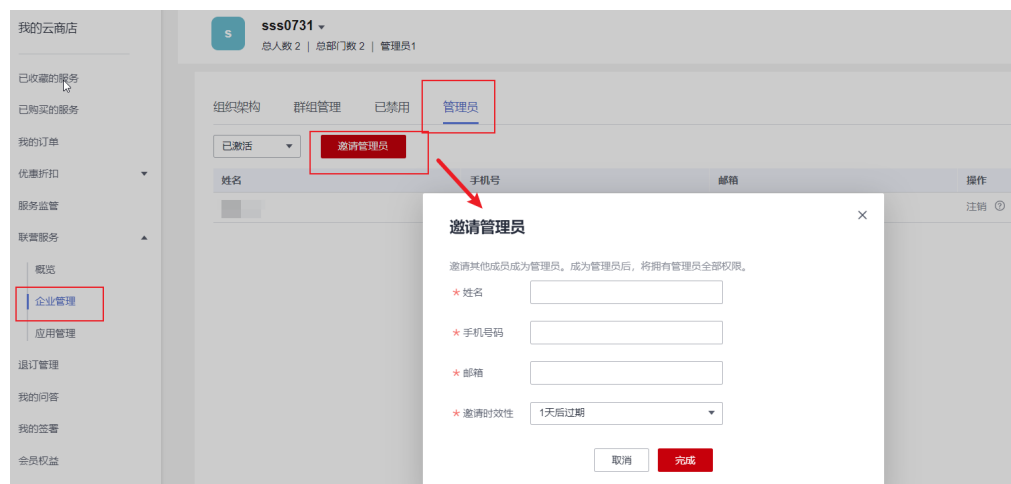 我的云商店
已收藏的服务
已购买的服务
我的订单
优惠折扣
服务监管
联营服务
概览
企业管理
应用管理
退订管理
我的问答
我的签署
会员权益
s
sss0731
总人数 2 | 总部门数 2 | 管理员1
组织架构 群组管理 已禁用 管理员
已激活 邀请管理员
姓名 手机号 邮箱 操作
注销
邀请管理员
邀请其他成员成为管理员。成为管理员后，将拥有管理员全部权限。
* 姓名
* 手机号码
* 邮箱
* 邀请时效性 1天后过期
取消 完成